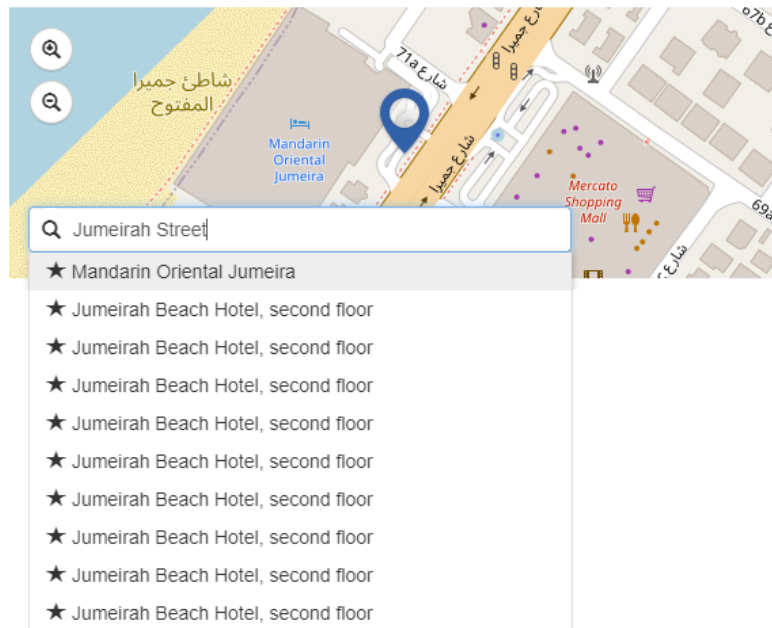 67b ش
شارع جميرا
شارع 71a
شاطئ جميرا
المفتوح
Mandarin
Oriental
Jumeira
شارع جميرا
Mercato
Shopping
Mall
69a
شارع
Jumeirah Street
Mandarin Oriental Jumeira
Jumeirah Beach Hotel, second floor
Jumeirah Beach Hotel, second floor
Jumeirah Beach Hotel, second floor
Jumeirah Beach Hotel, second floor
Jumeirah Beach Hotel, second floor
Jumeirah Beach Hotel, second floor
Jumeirah Beach Hotel, second floor
Jumeirah Beach Hotel, second floor
Jumeirah Beach Hotel, second floor